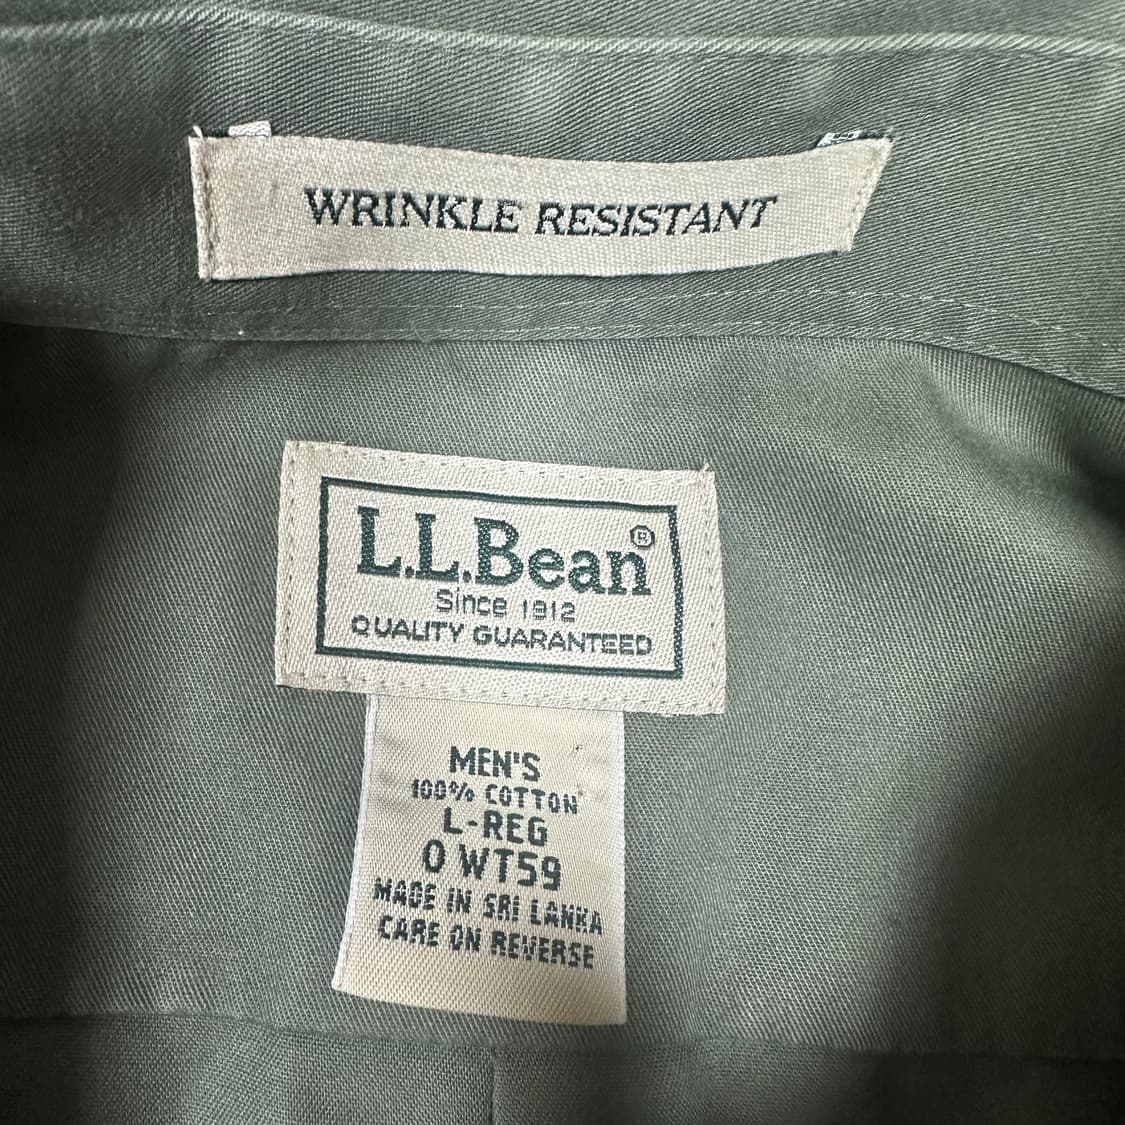 WRINKLE RESISTANT
L.L.Bean®
Since 1912
QUALITY GUARANTEED
MEN'S
100% COTTON
L-REG
0 WT59
MADE IN SRI LANKA
CARE ON REVERSE